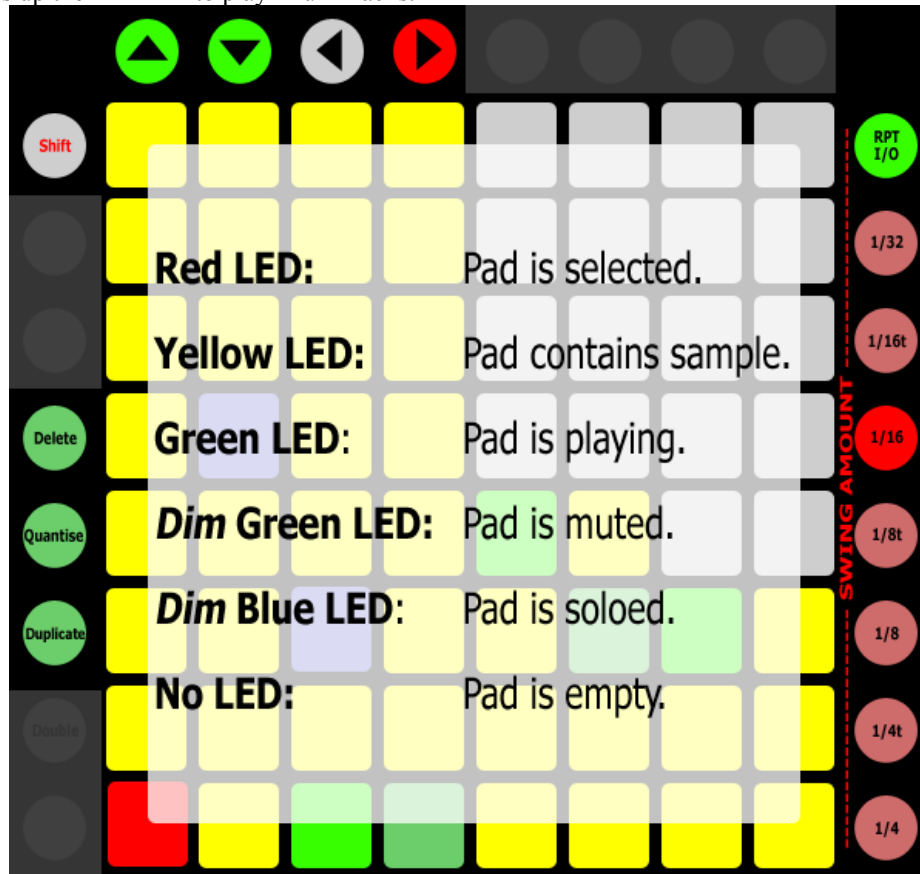 to play
Shift
RPT
I/O
1/32
Red LED: Pad is selected.
1/16t
Yellow LED: Pad contains sample.
Delete
Green LED: Pad is playing.
1/16
SWING AMOUNT
Quantise
Dim Green LED: Pad is muted.
1/8t
Duplicate
Dim Blue LED: Pad is soloed.
1/8
No LED: Pad is empty.
Double
1/4t
1/4